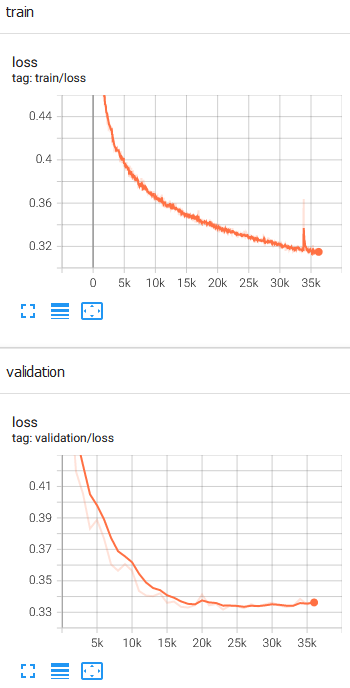 train
loss
tag: train/loss
0.44
0.4
0.36
0.32
0 5k 10k 15k 20k 25k 30k 35k
validation
loss
tag: validation/loss
0.41
0.39
0.37
0.35
0.33
5k 10k 15k 20k 25k 30k 35k